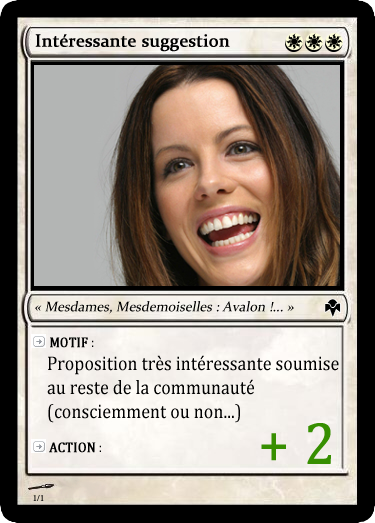 Intéressante suggestion
« Mesdames, Mesdemoiselles : Avalon !... »
MOTIF :
Proposition très intéressante soumise
au reste de la communauté
(consciemment ou non...)
ACTION :
+ 2
1/1